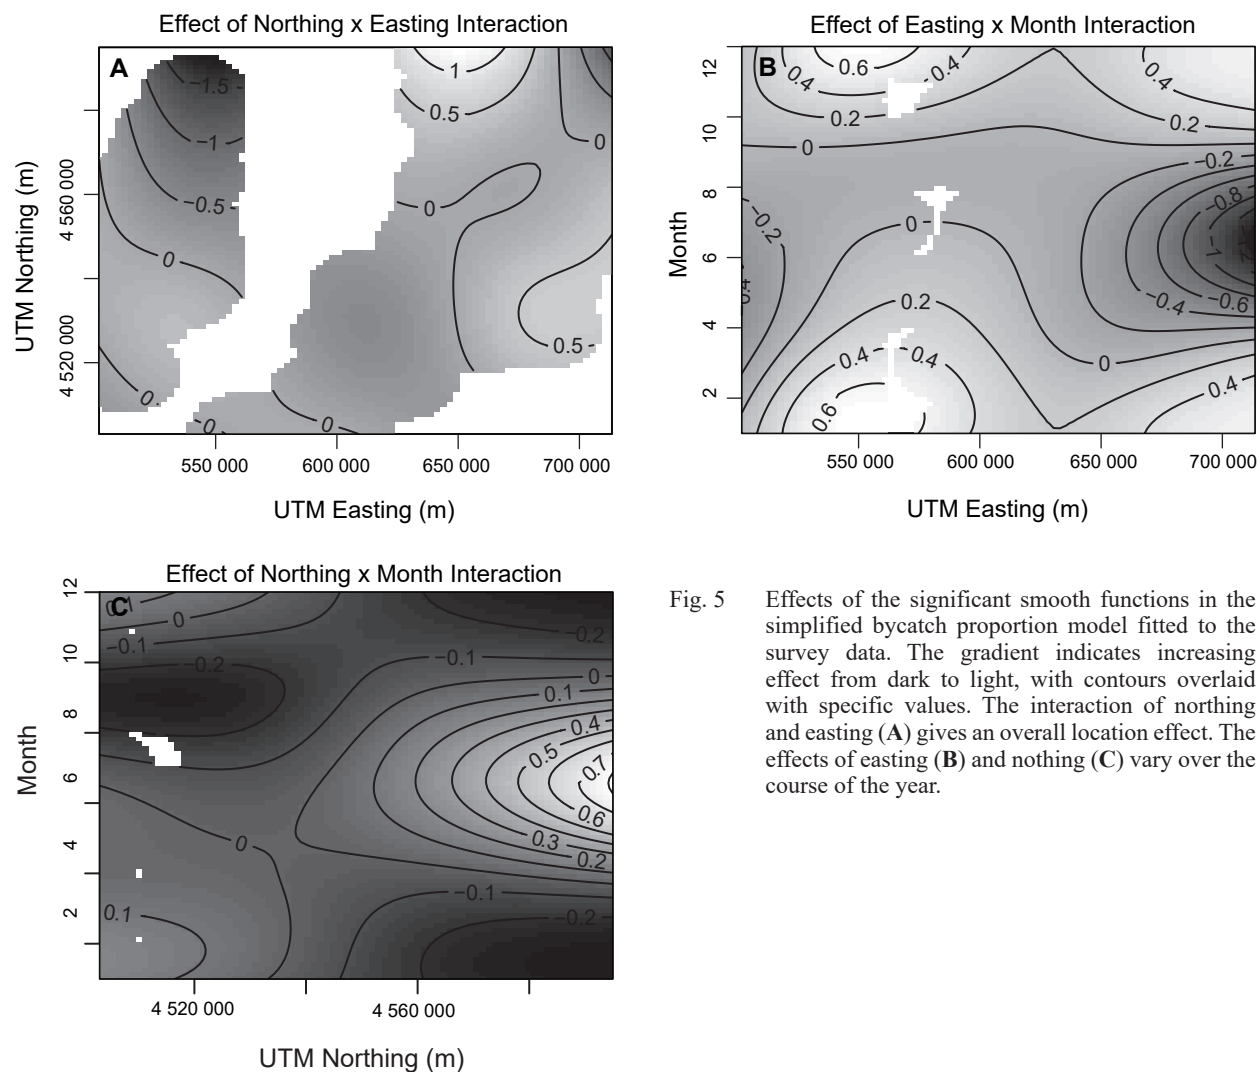 Effect of Northing x Easting Interaction
A
−1.5
−1
−0.5
0
0
−0
0
0
1
0.5
0
0.5
UTM Northing (m)
4 560 000
4 520 000
550 000 600 000 650 000 700 000
UTM Easting (m)
Effect of Easting x Month Interaction
B
0.4
0.6
0.4
0.4
0.2
0.2
0
−0.2
−0.2
−0.8
0
−1
0.2
−0.4
−0.6
0.4
0.4
0
0.4
0.6
Month
12
10
8
6
4
2
550 000 600 000 650 000 700 000
UTM Easting (m)
Effect of Northing x Month Interaction
C
0.1
0
−0.1
−0.2
−0.2
−0.1
0
0.1
0.4
0.5
0.7
0.6
0.3
0.2
0
−0.1
−0.2
0.1
Month
12
10
8
6
4
2
4 520 000 4 560 000
UTM Northing (m)
Fig. 5 Effects of the significant smooth functions in the
simplified bycatch proportion model fitted to the
survey data. The gradient indicates increasing
effect from dark to light, with contours overlaid
with specific values. The interaction of northing
and easting (A) gives an overall location effect. The
effects of easting (B) and nothing (C) vary over the
course of the year.